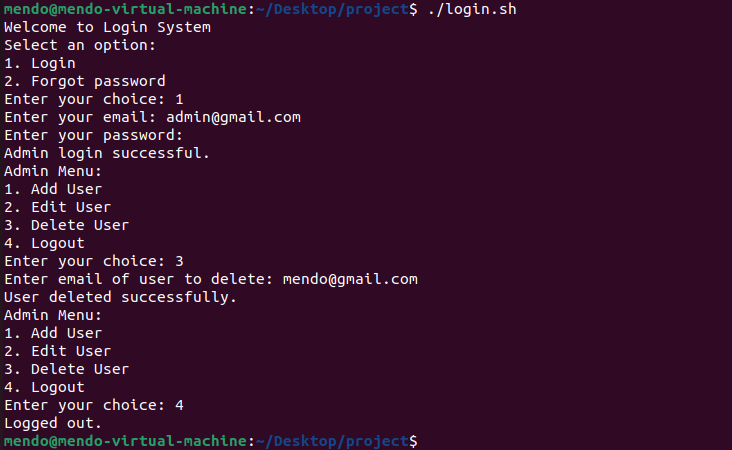 mendo@mendo-virtual-machine:~/Desktop/project$ ./login.sh
Welcome to Login System
Select an option:
1. Login
2. Forgot password
Enter your choice: 1
Enter your email: admin@gmail.com
Enter your password:
Admin login successful.
Admin Menu:
1. Add User
2. Edit User
3. Delete User
4. Logout
Enter your choice: 3
Enter email of user to delete: mendo@gmail.com
User deleted successfully.
Admin Menu:
1. Add User
2. Edit User
3. Delete User
4. Logout
Enter your choice: 4
Logged out.
mendo@mendo-virtual-machine:~/Desktop/project$